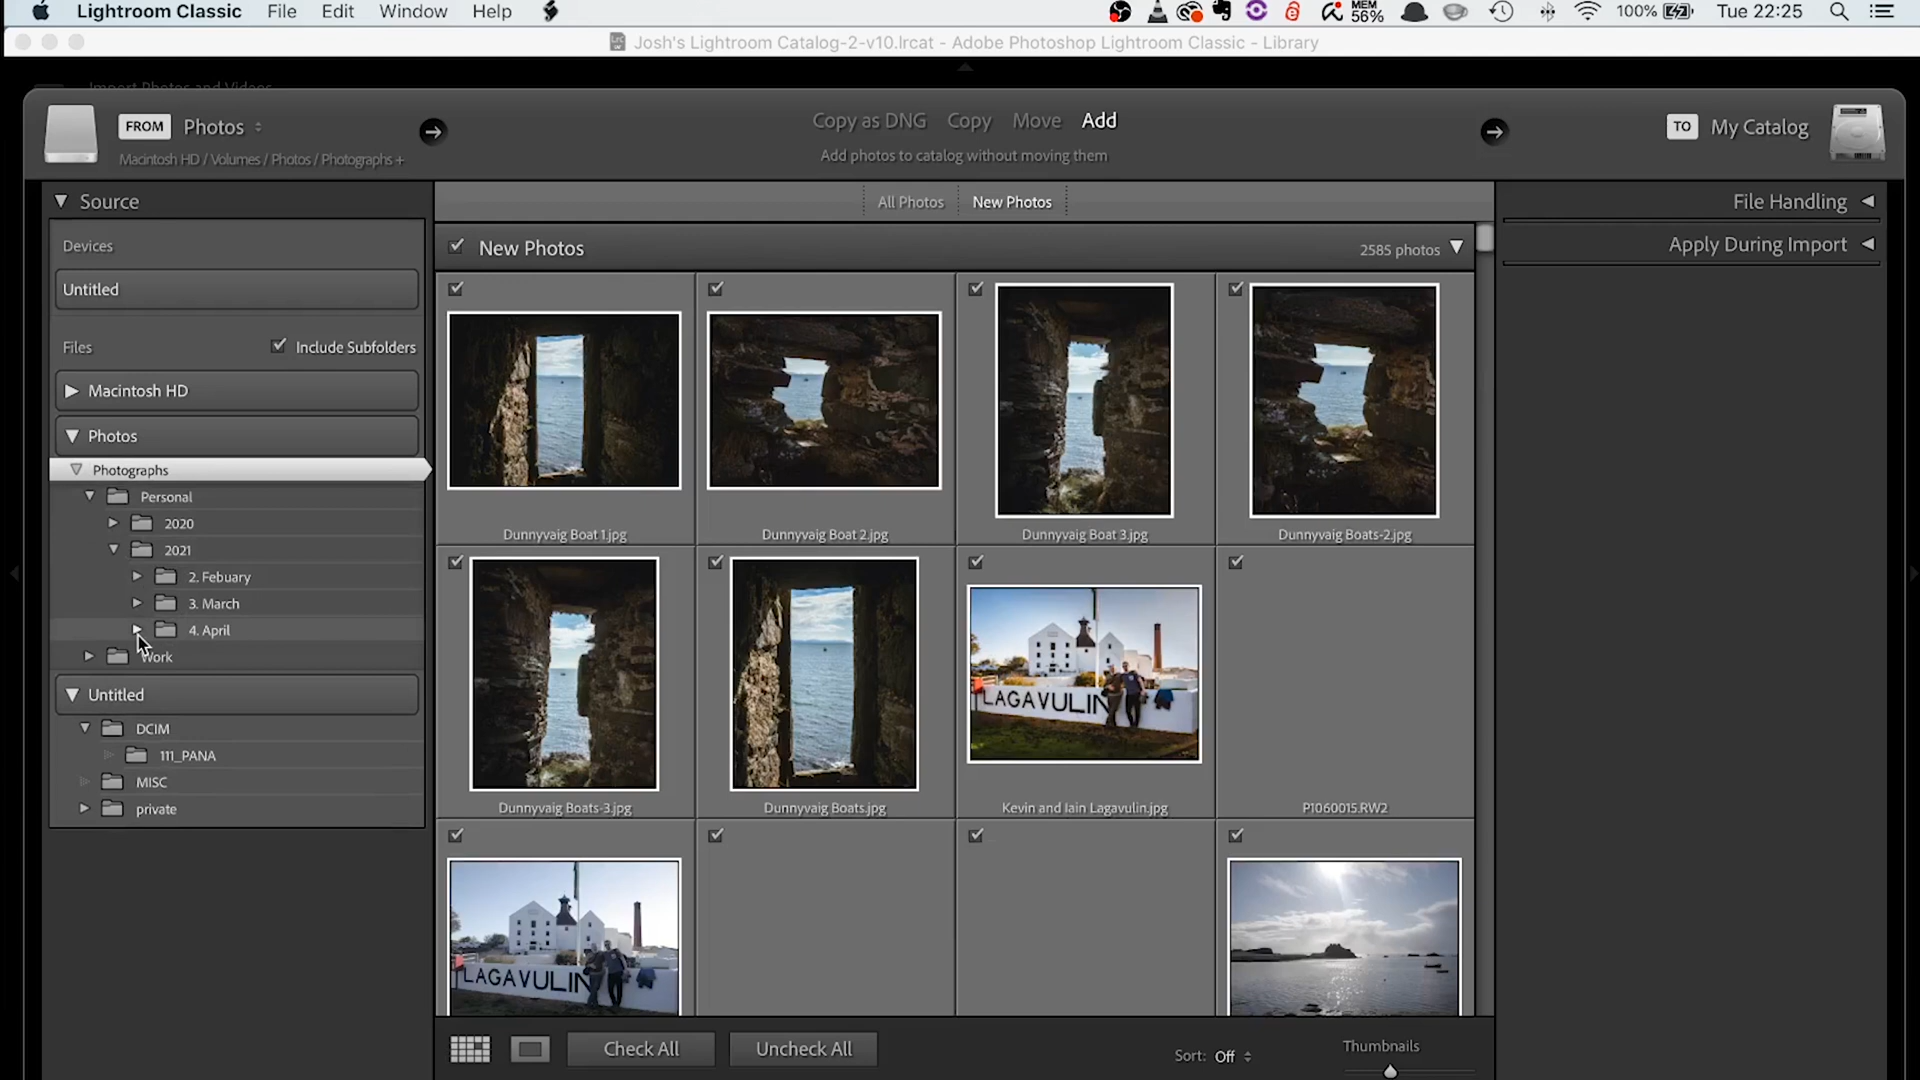 Lightroom Classic File Edit Window Help MEM 56% 100% Tue 22:25
Josh's Lightroom Catalog-2-v10.lrcat - Adobe Photoshop Lightroom Classic - Library
Import Photos and Videos
FROM Photos Copy as DNG Copy Move Add TO My Catalog
Macintosh HD / Volumes / Photos / Photographs + Add photos to catalog without moving them
Source All Photos New Photos File Handling
Devices New Photos 2585 photos Apply During Import
Untitled
Files Include Subfolders
Macintosh HD
Photos
Photographs
Personal
2020
2021
2. Febuary
3. March
4. April
Work
Untitled
DCIM
111_PANA
MISC
private
Dunnyvaig Boat 1.jpg Dunnyvaig Boat 2.jpg Dunnyvaig Boat 3.jpg Dunnyvaig Boats-2.jpg
LAGAVULIN
Dunnyvaig Boats-3.jpg Dunnyvaig Boats.jpg Kevin and Iain Lagavulin.jpg P1060015.RW2
LAGAVULIN
Check All Uncheck All Sort: Off Thumbnails